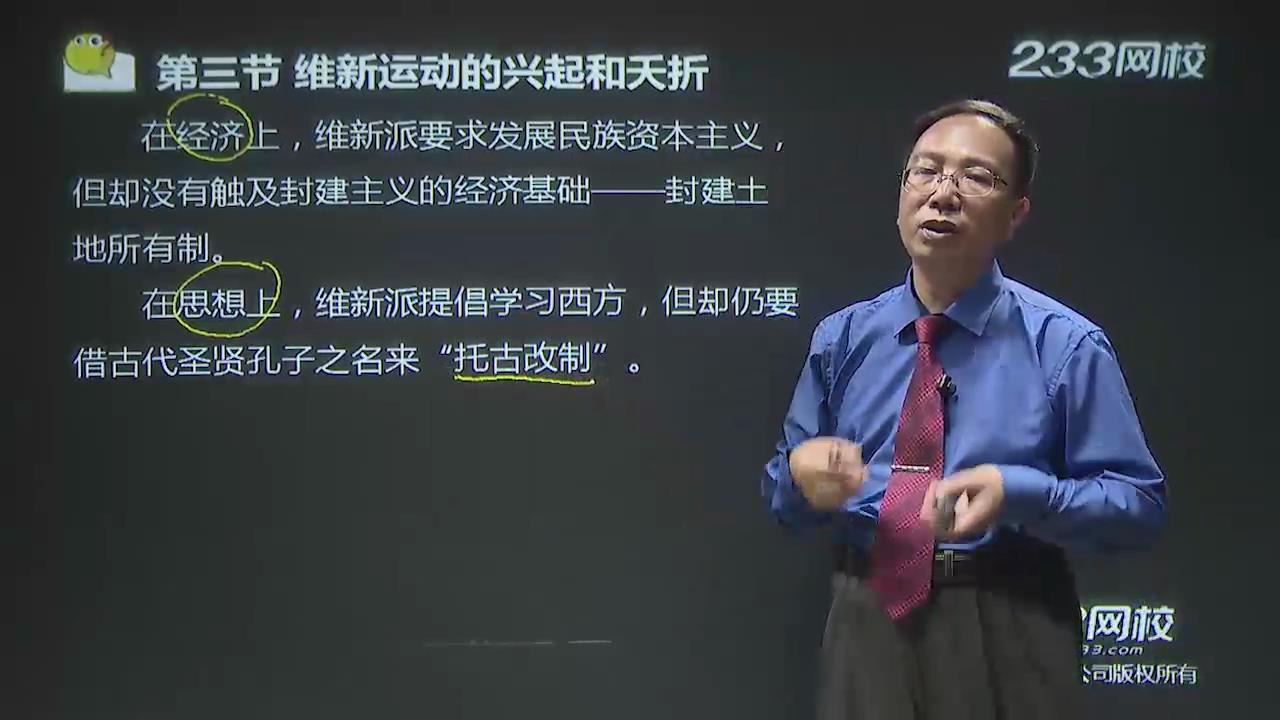 第三节 维新运动的兴起和夭折
233网校
在经济上，维新派要求发展民族资本主义，
但却没有触及封建主义的经济基础——封建土
地所有制。
在思想上，维新派提倡学习西方，但却仍要
借古代圣贤孔子之名来“托古改制”。
网校
33.com
公司版权所有